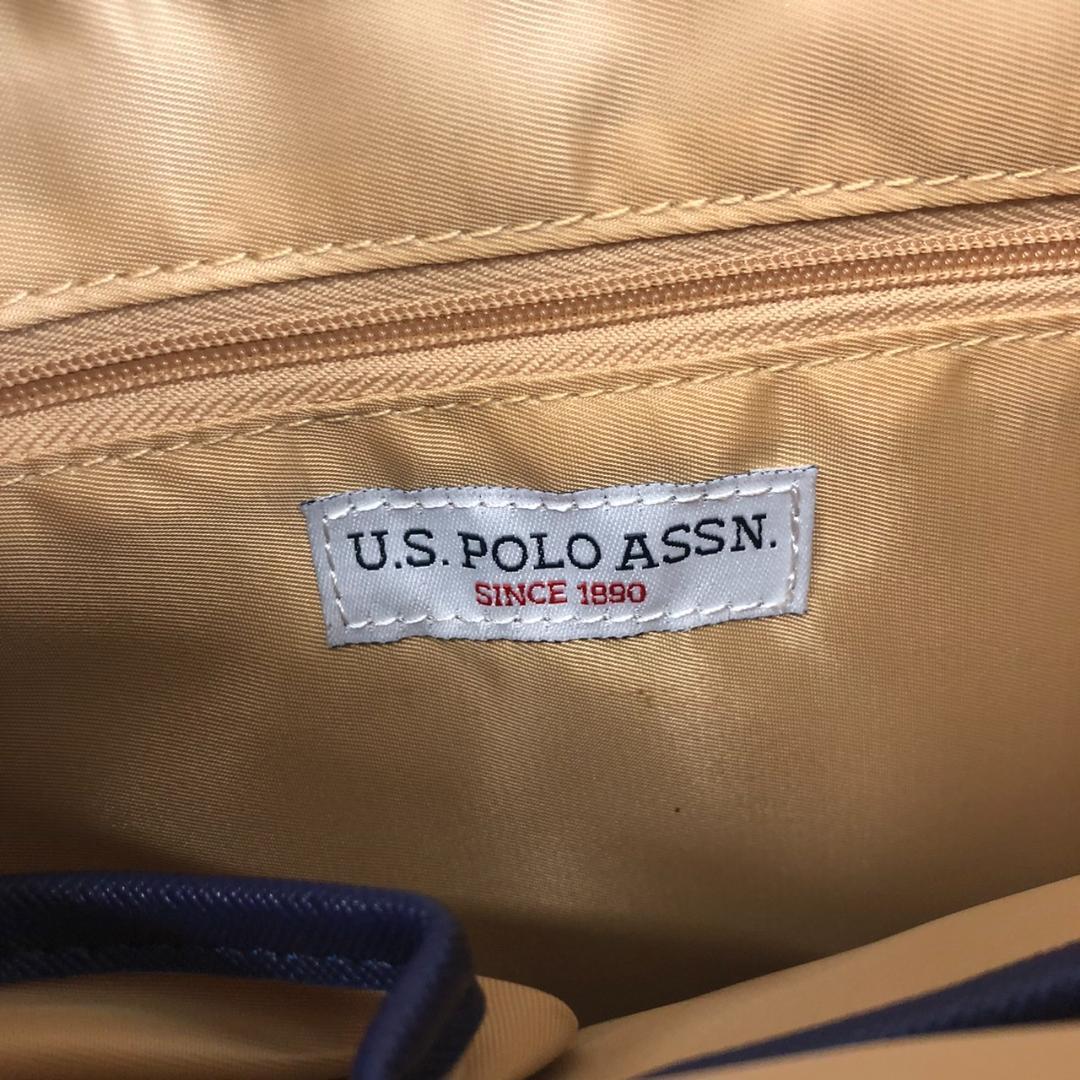 U.S. POLO ASSN.
SINCE 1890